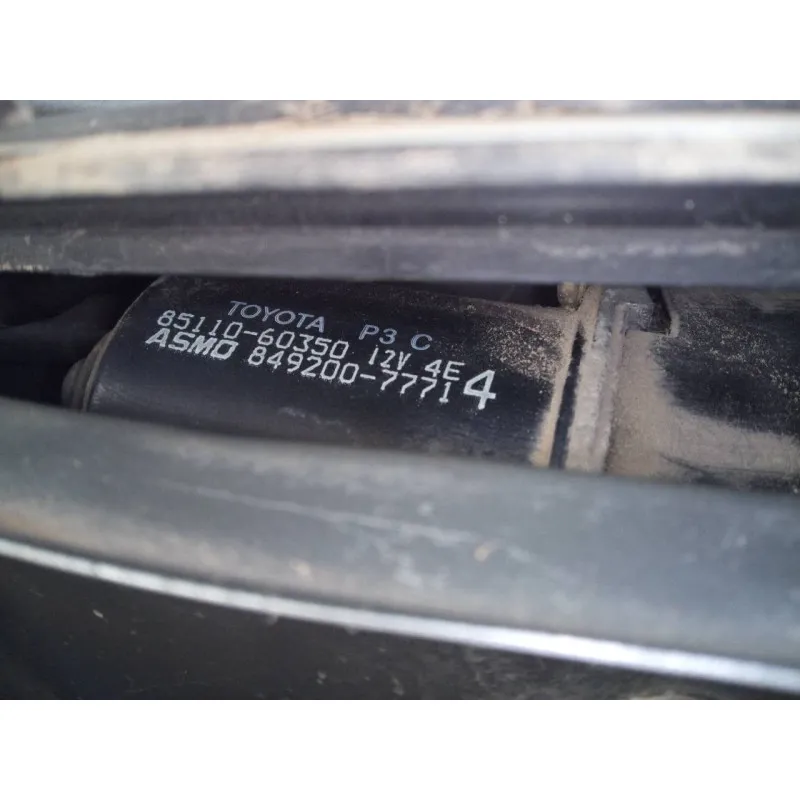 TOYOTA P3 C
85110-60350 12V 4E
ASMO 849200-7771 4